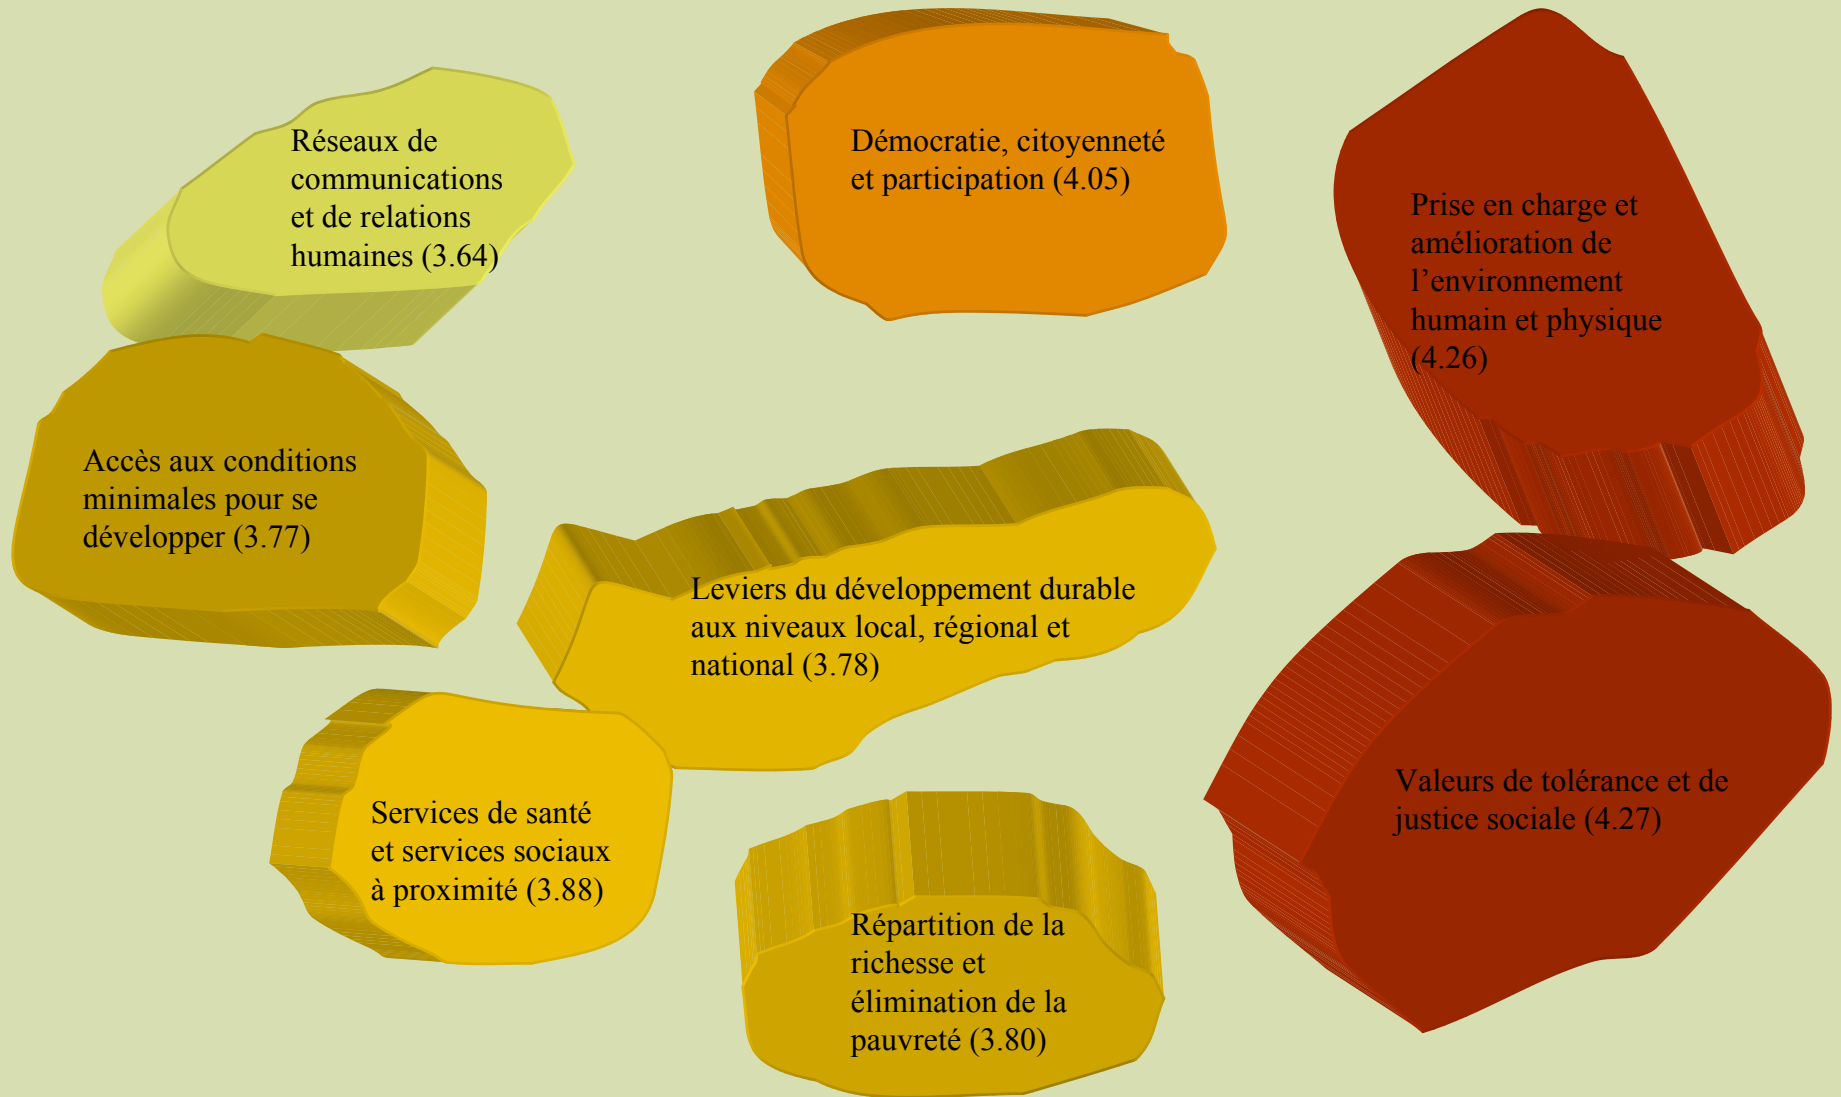 Réseaux de
communications
et de relations
humaines (3.64)
Démocratie, citoyenneté
et participation (4.05)
Prise en charge et
amélioration de
l’environnement
humain et physique
(4.26)
Accès aux conditions
minimales pour se
développer (3.77)
Leviers du développement durable
aux niveaux local, régional et
national (3.78)
Services de santé
et services sociaux
à proximité (3.88)
Valeurs de tolérance et de
justice sociale (4.27)
Répartition de la
richesse et
élimination de la
pauvreté (3.80)